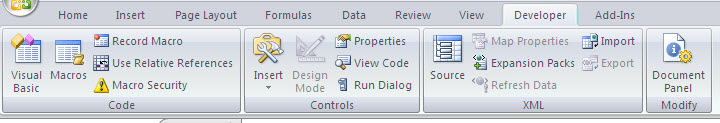 Home Insert Page Layout Formulas Data Review View Developer Add-Ins
Visual Basic
Macros
Record Macro
Use Relative References
Macro Security
Code
Insert
Design Mode
Properties
View Code
Run Dialog
Controls
Source
Map Properties
Expansion Packs
Refresh Data
Import
Export
XML
Document Panel
Modify